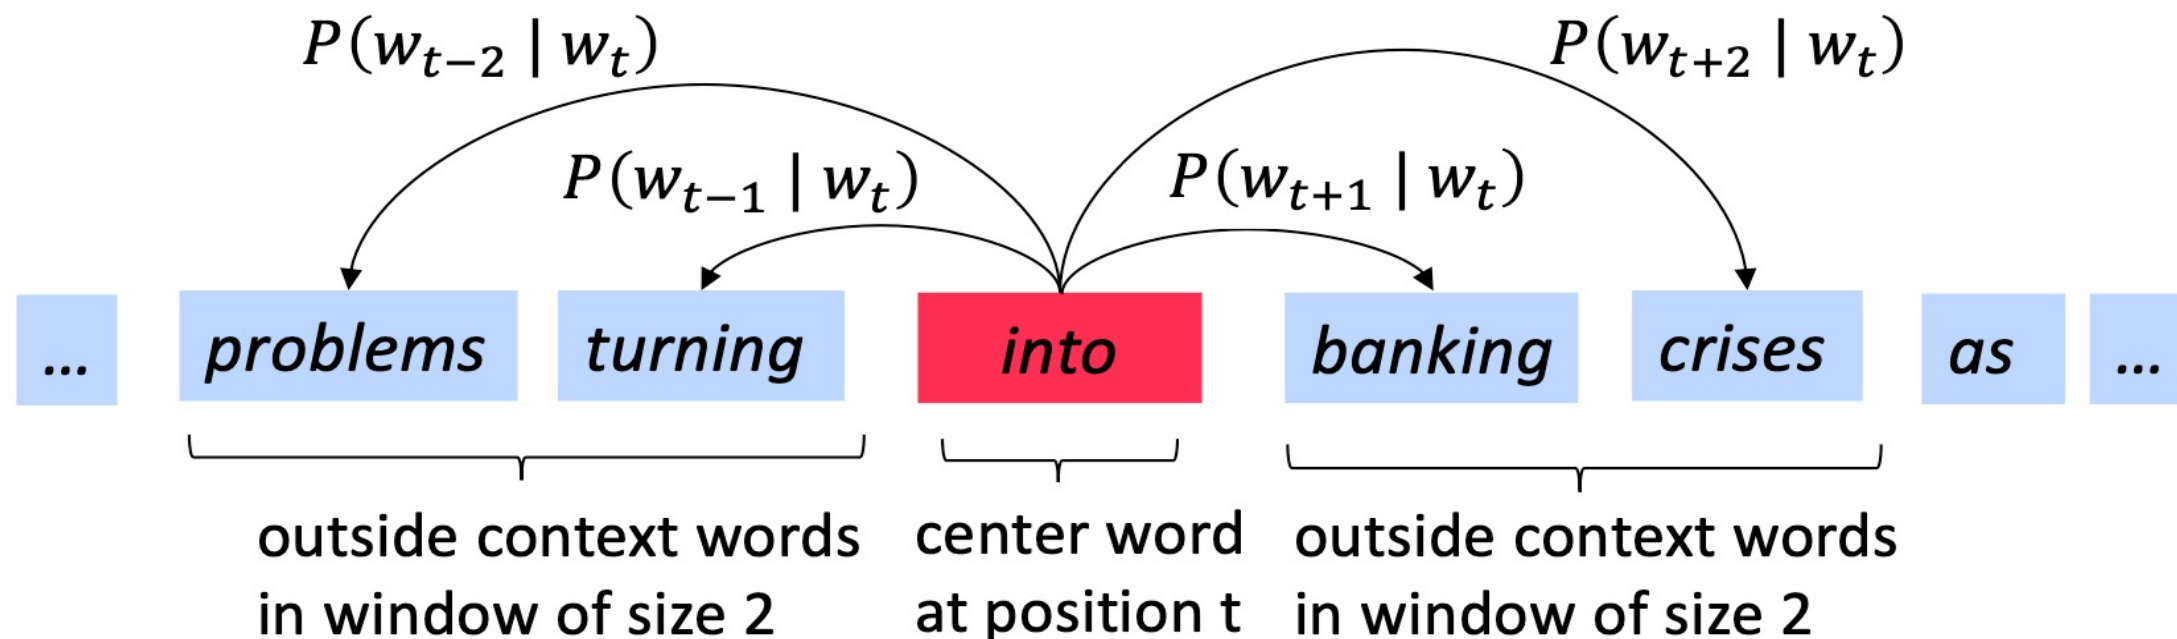 P(w_{t−2} | w_t)
P(w_{t+2} | w_t)
P(w_{t−1} | w_t)
P(w_{t+1} | w_t)
... problems turning into banking crises as ...
outside context words
in window of size 2
center word
at position t
outside context words
in window of size 2